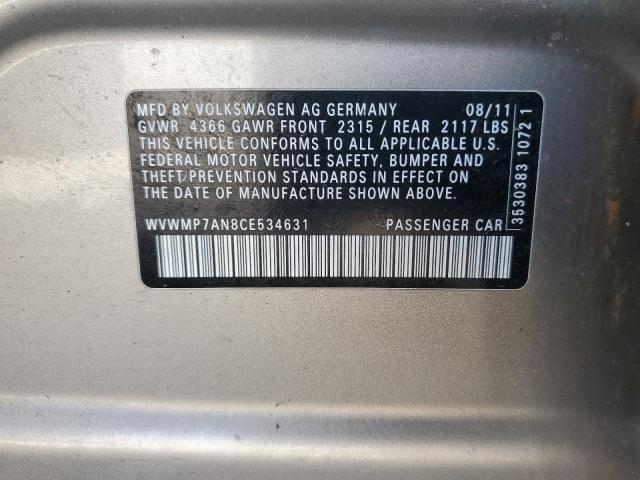 MFD BY VOLKSWAGEN AG GERMANY 08/11
GVWR 4366 GAWR FRONT 2315 / REAR 2117 LBS
THIS VEHICLE CONFORMS TO ALL APPLICABLE U.S.
FEDERAL MOTOR VEHICLE SAFETY, BUMPER AND
THEFT PREVENTION STANDARDS IN EFFECT ON
THE DATE OF MANUFACTURE SHOWN ABOVE.
WVWMP7AN8CE534631 PASSENGER CAR
3530383 1072 1